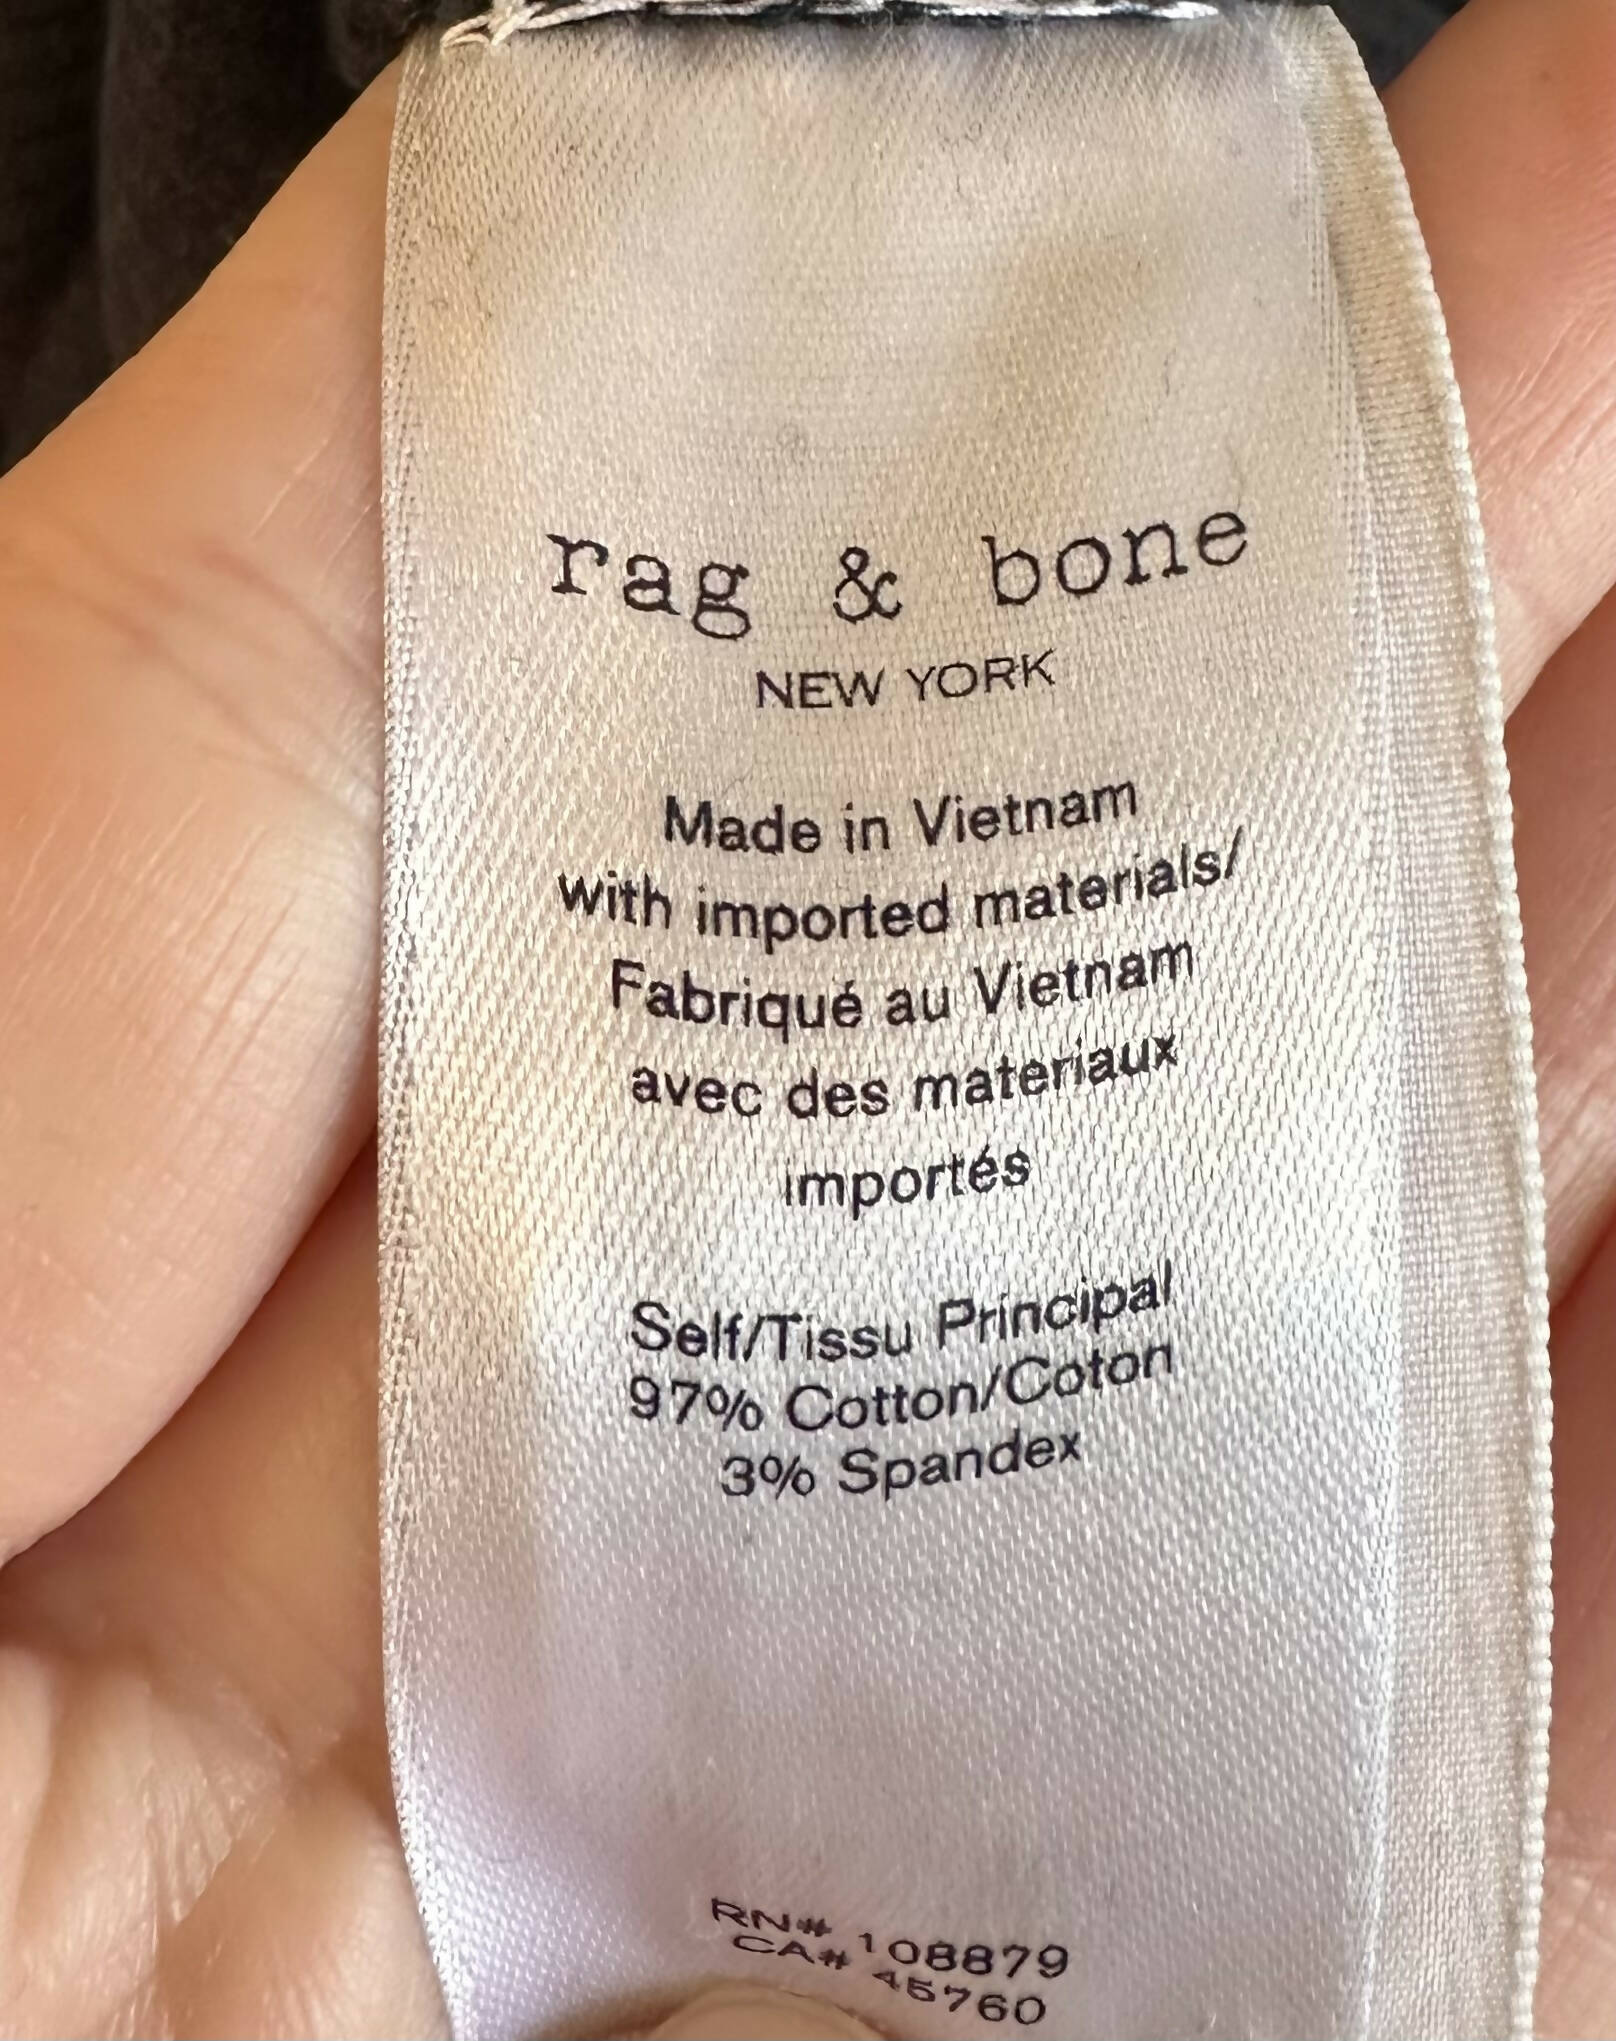 rag & bone
NEW YORK
Made in Vietnam
with imported materials/
Fabriqué au Vietnam
avec des materiaux
importés
Self/Tissu Principal
97% Cotton/Coton
3% Spandex
RN# 108879
CA# 45760